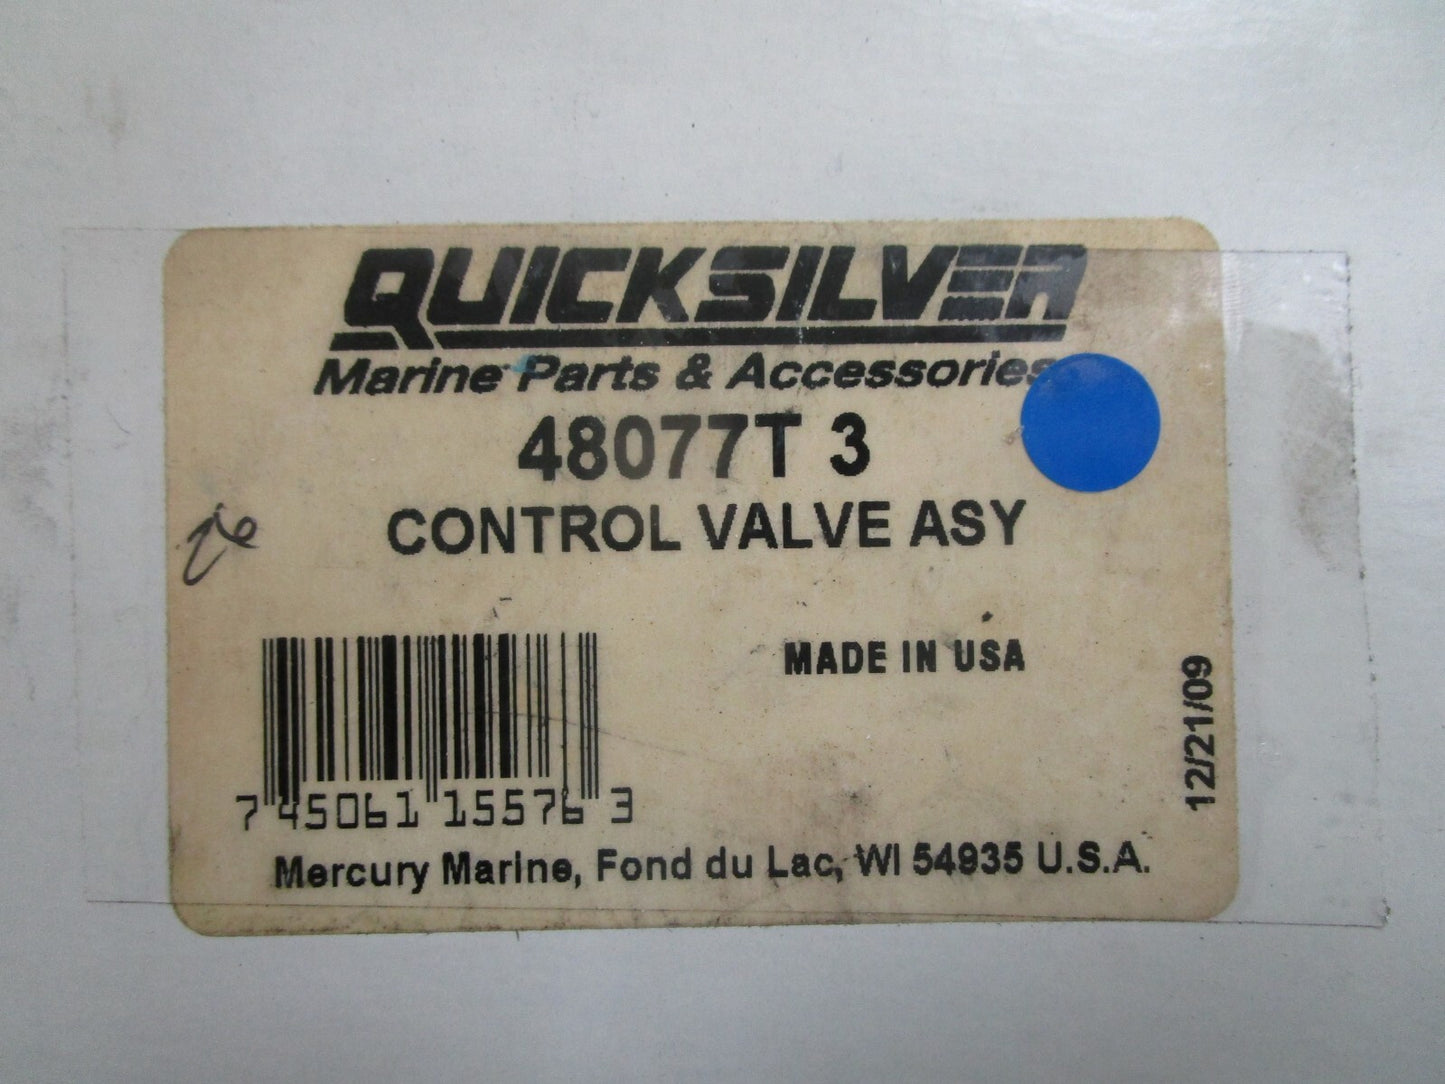 QUICKSILVER
Marine Parts & Accessories
48077T 3
CONTROL VALVE ASY
MADE IN USA
12/21/09
7 45061 15576 3
Mercury Marine, Fond du Lac, WI 54935 U.S.A.